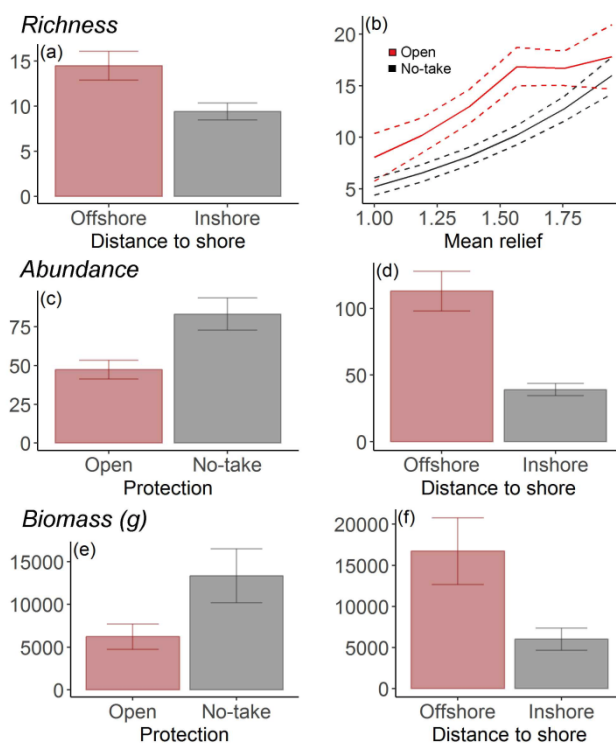 Richness
(a)
15
10
5
0
Offshore Inshore
Distance to shore
(b)
Open
No-take
20
15
10
5
1.00 1.25 1.50 1.75
Mean relief
Abundance
(c)
75
50
25
0
Open No-take
Protection
(d)
100
50
0
Offshore Inshore
Distance to shore
Biomass (g)
(e)
15000
10000
5000
0
Open No-take
Protection
(f)
20000
15000
10000
5000
0
Offshore Inshore
Distance to shore